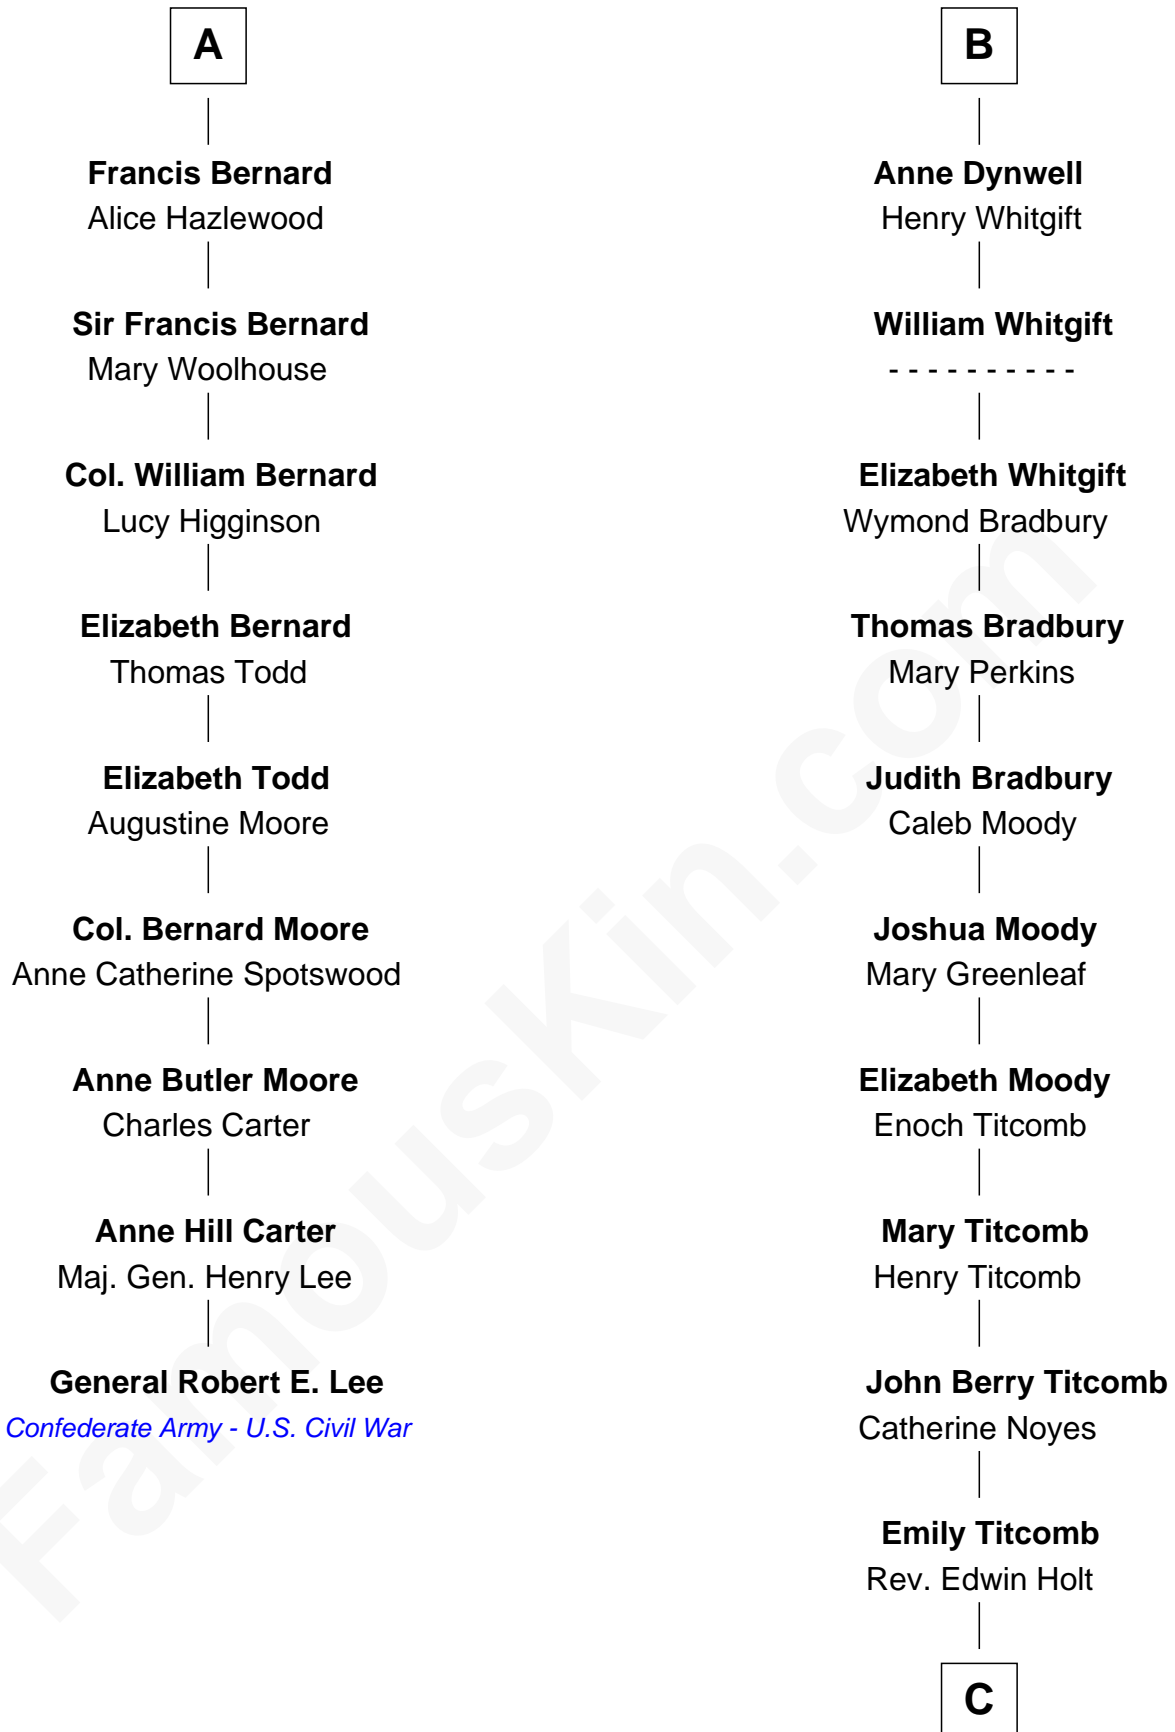 A
Francis Bernard
Alice Hazlewood
Sir Francis Bernard
Mary Woolhouse
Col. William Bernard
Lucy Higginson
Elizabeth Bernard
Thomas Todd
Elizabeth Todd
Augustine Moore
Col. Bernard Moore
Anne Catherine Spotswood
Anne Butler Moore
Charles Carter
Anne Hill Carter
Maj. Gen. Henry Lee
General Robert E. Lee
Confederate Army - U.S. Civil War
B
Anne Dynwell
Henry Whitgift
William Whitgift
- - - - - - - - - -
Elizabeth Whitgift
Wymond Bradbury
Thomas Bradbury
Mary Perkins
Judith Bradbury
Caleb Moody
Joshua Moody
Mary Greenleaf
Elizabeth Moody
Enoch Titcomb
Mary Titcomb
Henry Titcomb
John Berry Titcomb
Catherine Noyes
Emily Titcomb
Rev. Edwin Holt
C
FamousKin.com